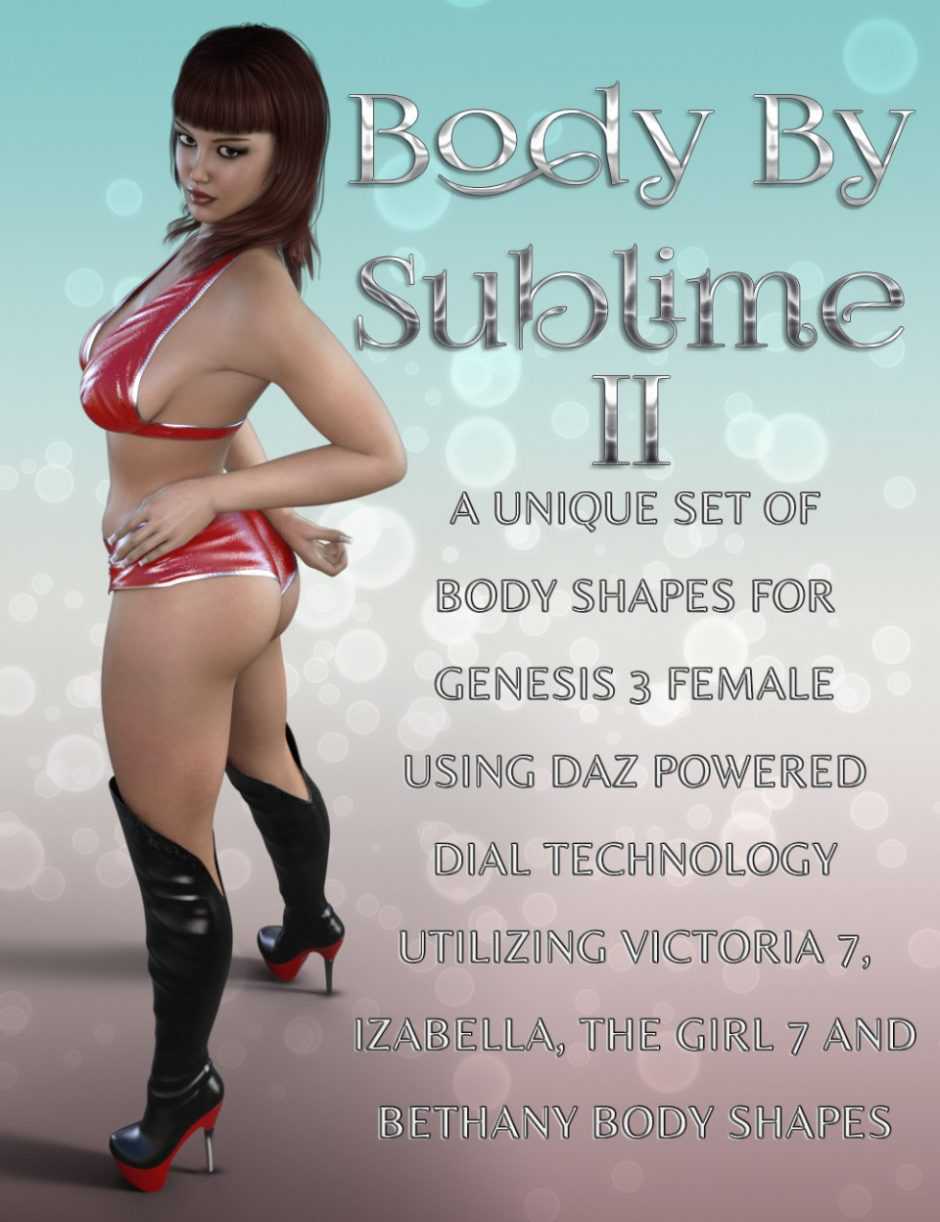 Body By
Sublime
II
A UNIQUE SET OF
BODY SHAPES FOR
GENESIS 3 FEMALE
USING DAZ POWERED
DIAL TECHNOLOGY
UTILIZING VICTORIA 7,
IZABELLA, THE GIRL 7 AND
BETHANY BODY SHAPES